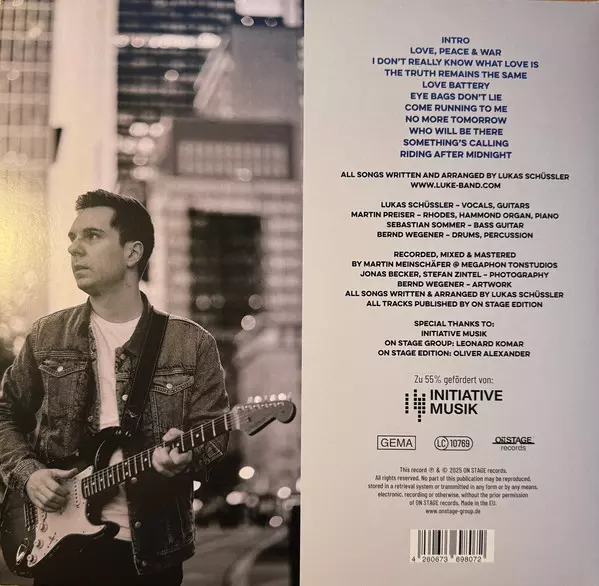 INTRO
LOVE, PEACE & WAR
I DON'T REALLY KNOW WHAT LOVE IS
THE TRUTH REMAINS THE SAME
LOVE BATTERY
EYE BAGS DON'T LIE
COME RUNNING TO ME
NO MORE TOMORROW
WHO WILL BE THERE
SOMETHING'S CALLING
RIDING AFTER MIDNIGHT
ALL SONGS WRITTEN AND ARRANGED BY LUKAS SCHÜSSLER
WWW.LUKE-BAND.COM
LUKAS SCHÜSSLER – VOCALS, GUITARS
MARTIN PREISER – RHODES, HAMMOND ORGAN, PIANO
SEBASTIAN SOMMER – BASS GUITAR
BERND WEGENER – DRUMS, PERCUSSION
RECORDED, MIXED & MASTERED
BY MARTIN MEINSCHÄFER @ MEGAPHON TONSTUDIOS
JONAS BECKER, STEFAN ZINTEL – PHOTOGRAPHY
BERND WEGENER – ARTWORK
ALL SONGS WRITTEN & ARRANGED BY LUKAS SCHÜSSLER
ALL TRACKS PUBLISHED BY ON STAGE EDITION
SPECIAL THANKS TO:
INITIATIVE MUSIK
ON STAGE GROUP: LEONARD KOMAR
ON STAGE EDITION: OLIVER ALEXANDER
Zu 55% gefördert von:
INITIATIVE
MUSIK
GEMA
LC 10769
ONSTAGE
records
This record ℗ & © 2025 ON STAGE records.
All rights reserved. No part of this publication may be reproduced,
stored in a retrieval system or transmitted in any form or by any means,
electronic, recording or otherwise, without the prior permission
of ON STAGE records. Made in the EU.
www.onstage-group.de
4 260673 698072